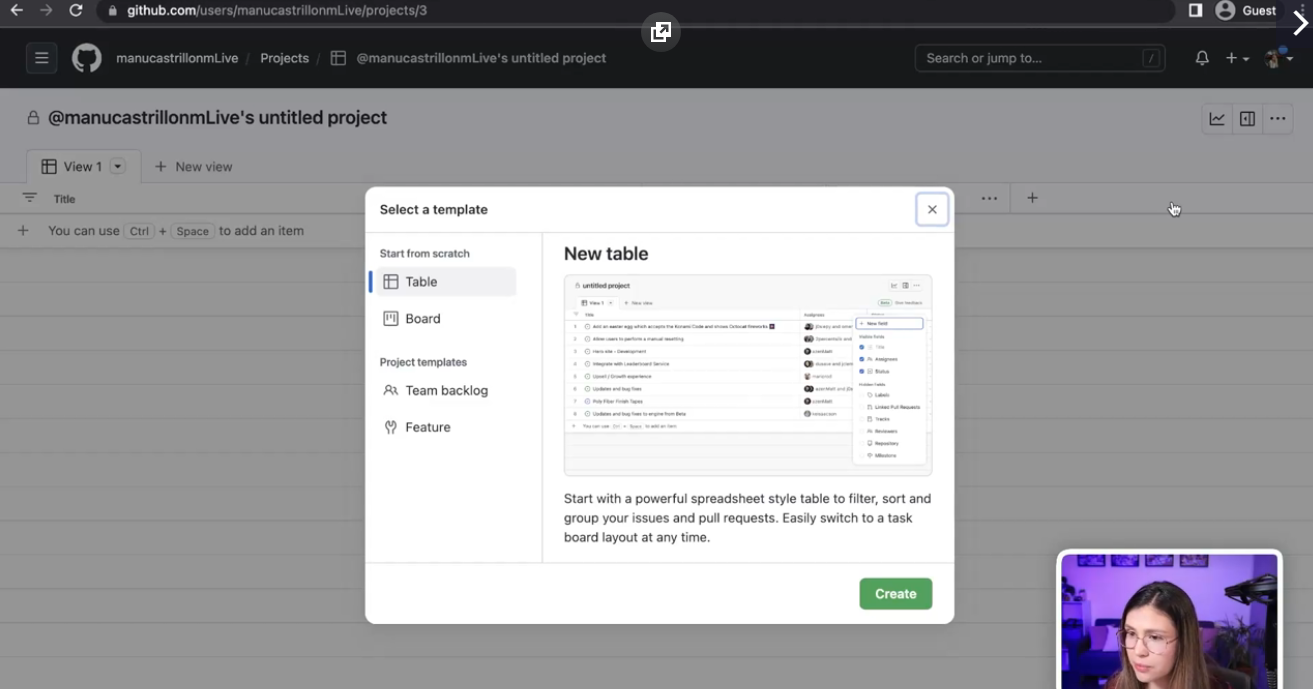 github.com/users/manucastrillonmLive/projects/3
Guest
manucastrillonmLive / Projects / @manucastrillonmLive's untitled project
Search or jump to... /
@manucastrillonmLive's untitled project
View 1
New view
Title
You can use Ctrl + Space to add an item
Select a template
Start from scratch
Table
Board
Project templates
Team backlog
Feature
New table
untitled project
View 1
New view
Beta
Give feedback
Title
Assignees
Status
1 Add an easter egg which accepts the Konami Code and shows Octocat fireworks
2 Allow users to perform a manual resetting
3 Hero site - Development
4 Integrate with Leaderboard Service
5 Upsell / Growth experience
6 Updates and bug fixes
7
8 Updates and bug fixes to engine from Beta
You can use Ctrl + Space to add an item
New field
Visible fields
Title
Assignees
Status
Hidden fields
Labels
Linked Pull Requests
Tracks
Reviewers
Repository
Milestone
Start with a powerful spreadsheet style table to filter, sort and
group your issues and pull requests. Easily switch to a task
board layout at any time.
Create